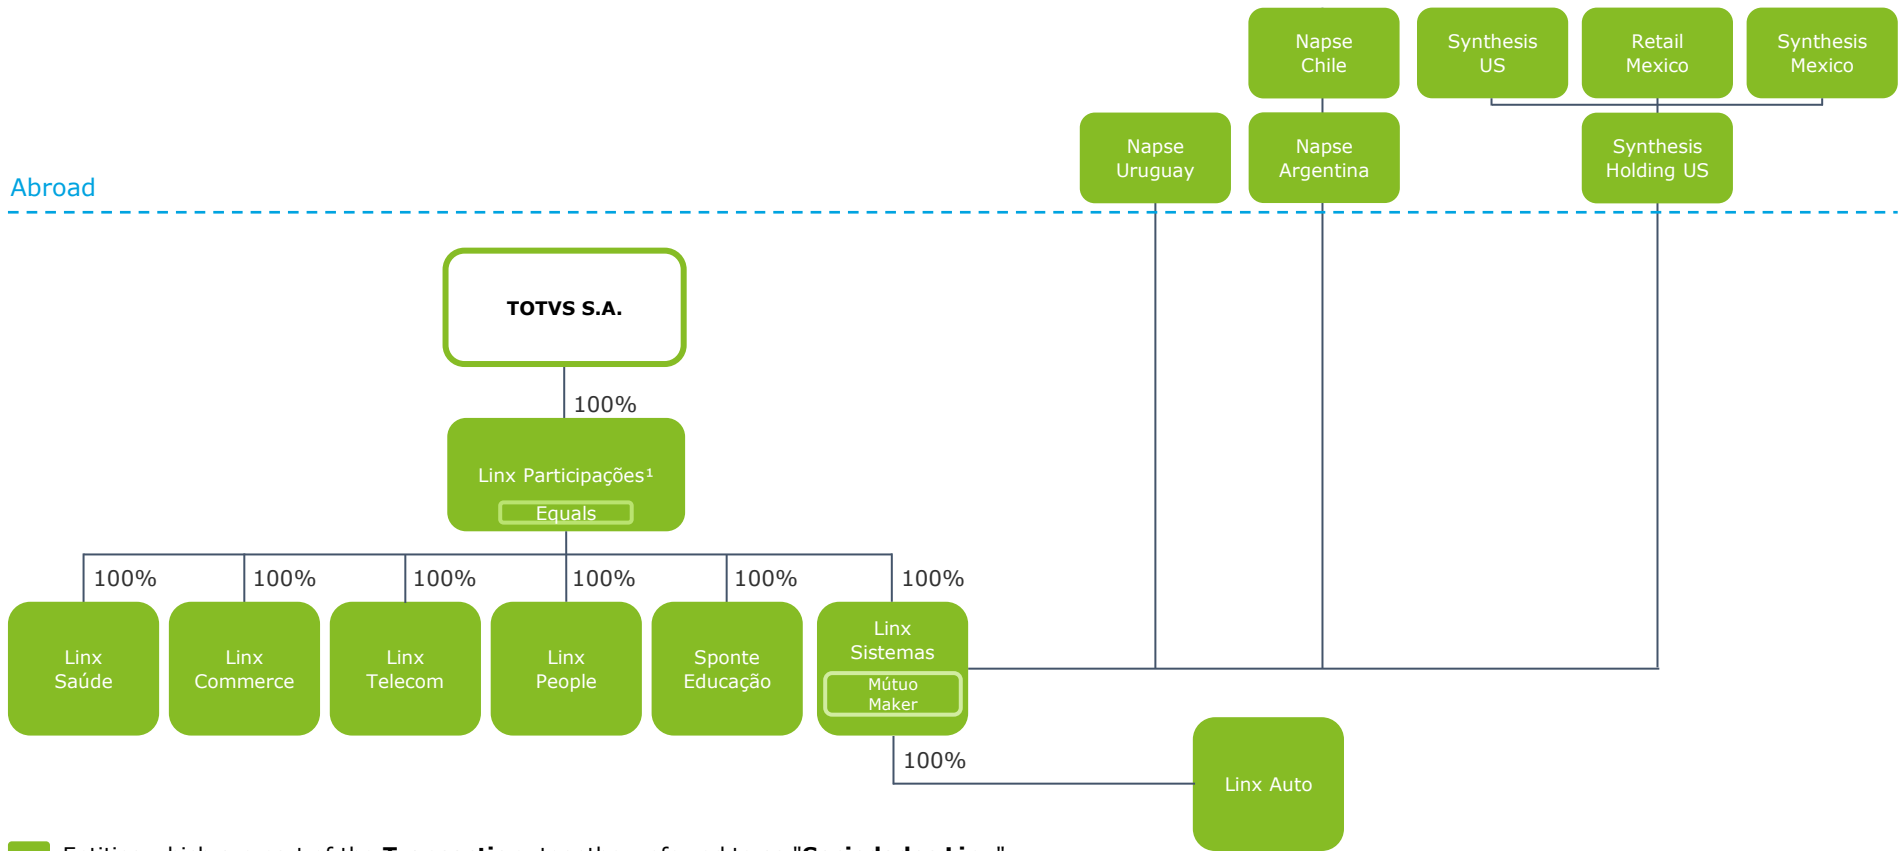 Napse
Chile
Synthesis
US
Retail
Mexico
Synthesis
Mexico
Napse
Uruguay
Napse
Argentina
Synthesis
Holding US
Abroad
TOTVS S.A.
100%
Linx Participações¹
Equals
100%
100%
100%
100%
100%
100%
Linx
Saúde
Linx
Commerce
Linx
Telecom
Linx
People
Sponte
Educação
Linx
Sistemas
Mútuo
Maker
100%
Linx Auto